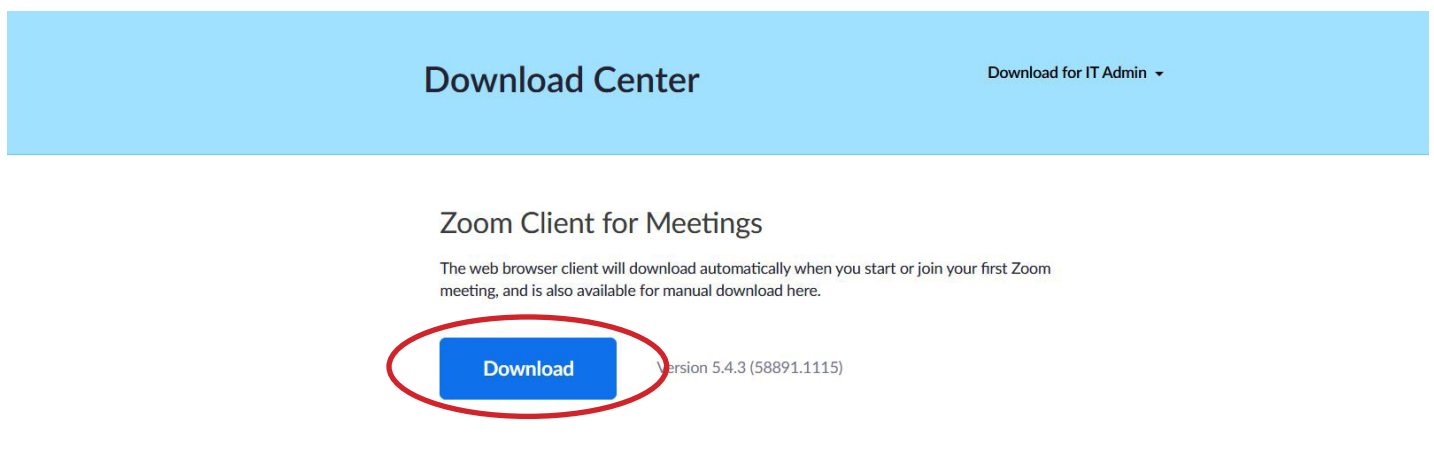 Download Center
Download for IT Admin
Zoom Client for Meetings
The web browser client will download automatically when you start or join your first Zoom
meeting, and is also available for manual download here.
Download
Version 5.4.3 (58891.1115)